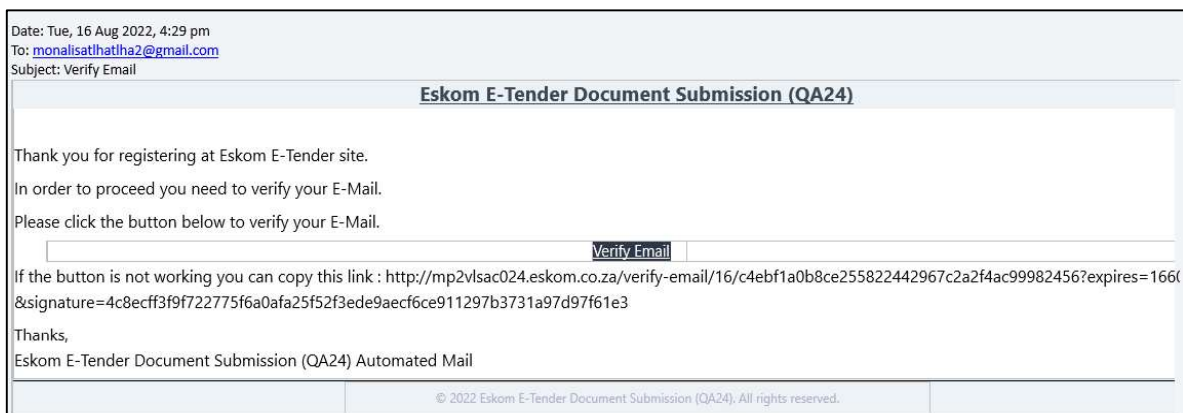 Date: Tue, 16 Aug 2022, 4:29 pm
To: monalisatlhatlha2@gmail.com
Subject: Verify Email
Eskom E-Tender Document Submission (QA24)
Thank you for registering at Eskom E-Tender site.
In order to proceed you need to verify your E-Mail.
Please click the button below to verify your E-Mail.
Verify Email
If the button is not working you can copy this link : http://mp2vlsac024.eskom.co.za/verify-email/16/c4ebf1a0b8ce255822442967c2a2f4ac99982456?expires=166
&signature=4c8ecff3f9f722775f6a0afa25f52f3ede9aecf6ce911297b3731a97d97f61e3
Thanks,
Eskom E-Tender Document Submission (QA24) Automated Mail
© 2022 Eskom E-Tender Document Submission (QA24). All rights reserved.